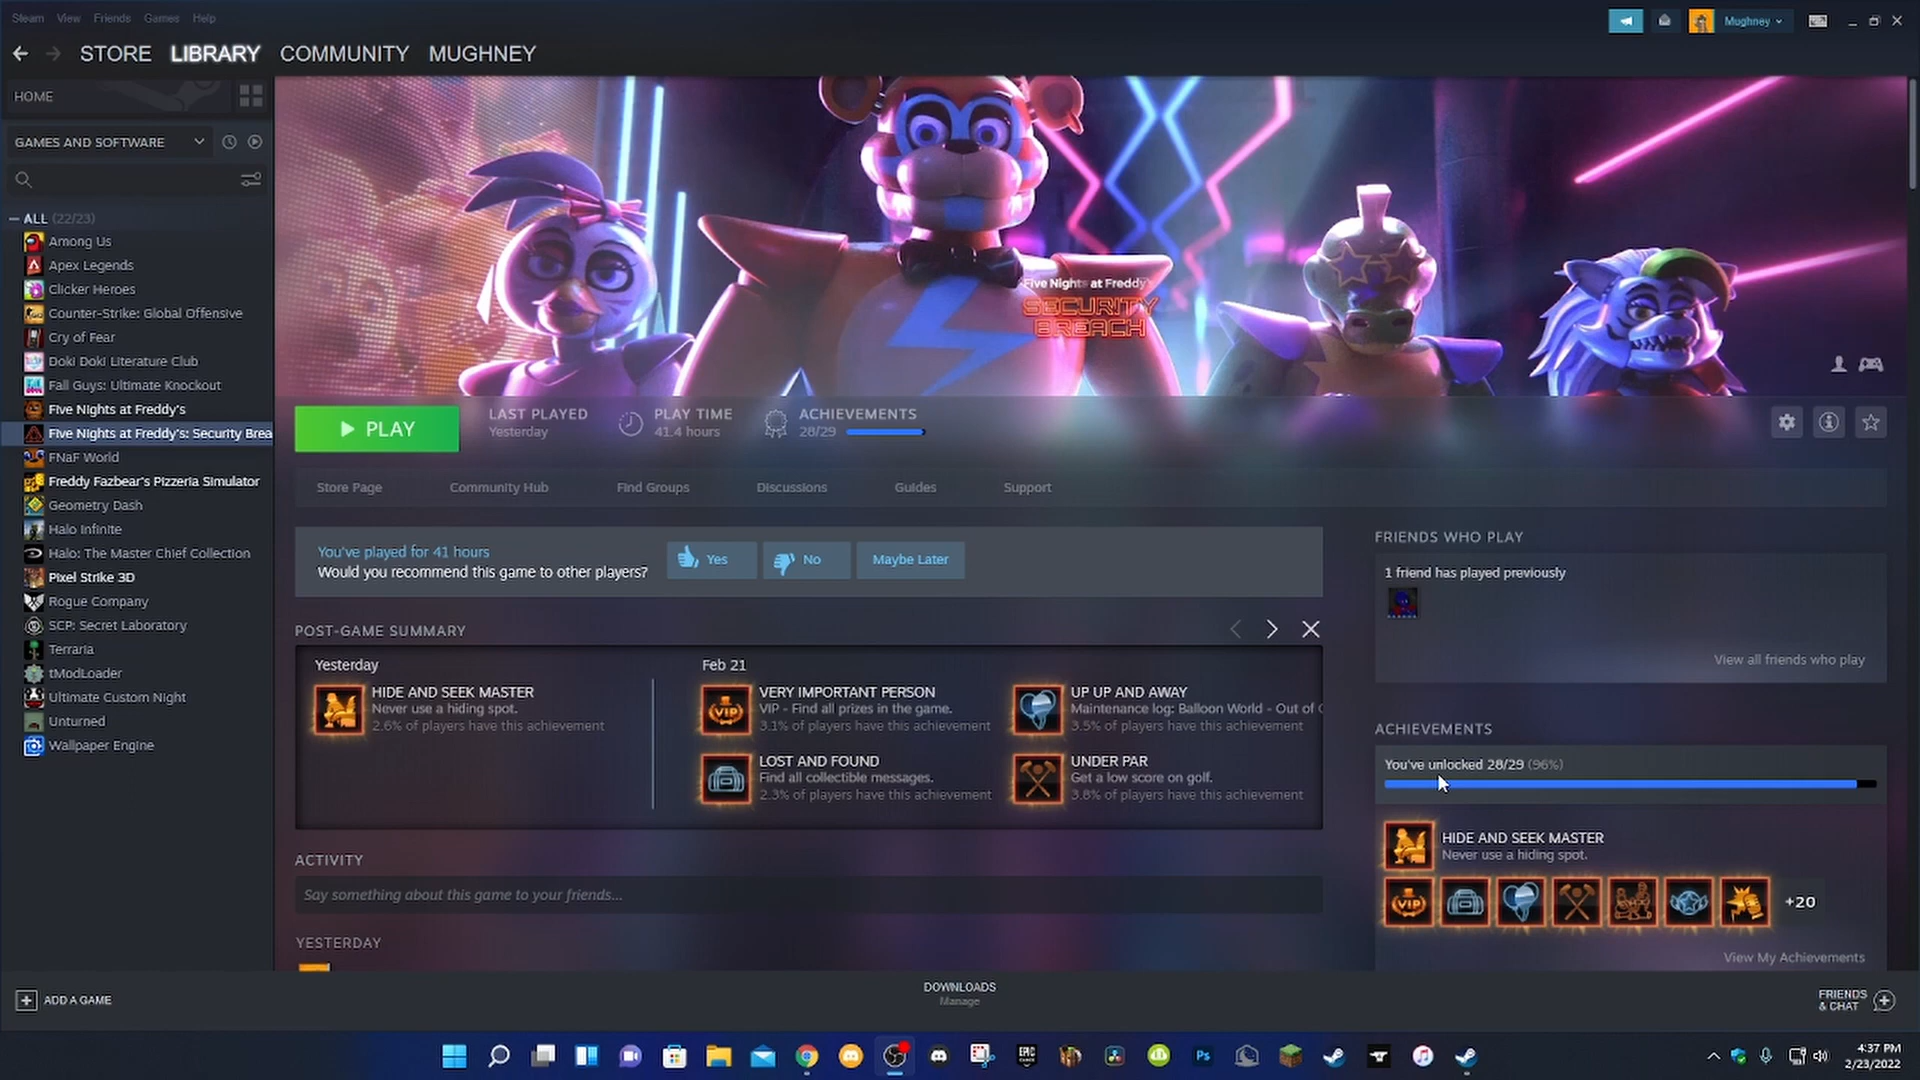 Steam View Friends Games Help
Mughney
STORE LIBRARY COMMUNITY MUGHNEY
HOME
GAMES AND SOFTWARE
ALL (22/23)
Among Us
Apex Legends
Clicker Heroes
Counter-Strike: Global Offensive
Cry of Fear
Doki Doki Literature Club
Fall Guys: Ultimate Knockout
Five Nights at Freddy's
Five Nights at Freddy's: Security Brea
FNaF World
Freddy Fazbear's Pizzeria Simulator
Geometry Dash
Halo Infinite
Halo: The Master Chief Collection
Pixel Strike 3D
Rogue Company
SCP: Secret Laboratory
Terraria
tModLoader
Ultimate Custom Night
Unturned
Wallpaper Engine
ADD A GAME
Five Nights at Freddy's
SECURITY
BREACH
PLAY
LAST PLAYED
Yesterday
PLAY TIME
41.4 hours
ACHIEVEMENTS
28/29
Store Page Community Hub Find Groups Discussions Guides Support
You've played for 41 hours
Would you recommend this game to other players?
Yes No Maybe Later
POST-GAME SUMMARY
Yesterday
HIDE AND SEEK MASTER
Never use a hiding spot.
2.6% of players have this achievement
Feb 21
VIP
VERY IMPORTANT PERSON
VIP - Find all prizes in the game.
3.1% of players have this achievement
UP UP AND AWAY
Maintenance log: Balloon World - Out of
3.5% of players have this achievement
LOST AND FOUND
Find all collectible messages.
2.3% of players have this achievement
UNDER PAR
Get a low score on golf.
3.8% of players have this achievement
ACTIVITY
Say something about this game to your friends...
YESTERDAY
FRIENDS WHO PLAY
1 friend has played previously
View all friends who play
ACHIEVEMENTS
You've unlocked 28/29 (96%)
HIDE AND SEEK MASTER
Never use a hiding spot.
VIP
+20
View My Achievements
DOWNLOADS
Manage
FRIENDS
& CHAT
EPIC
GAMES
Ps
4:37 PM
2/23/2022